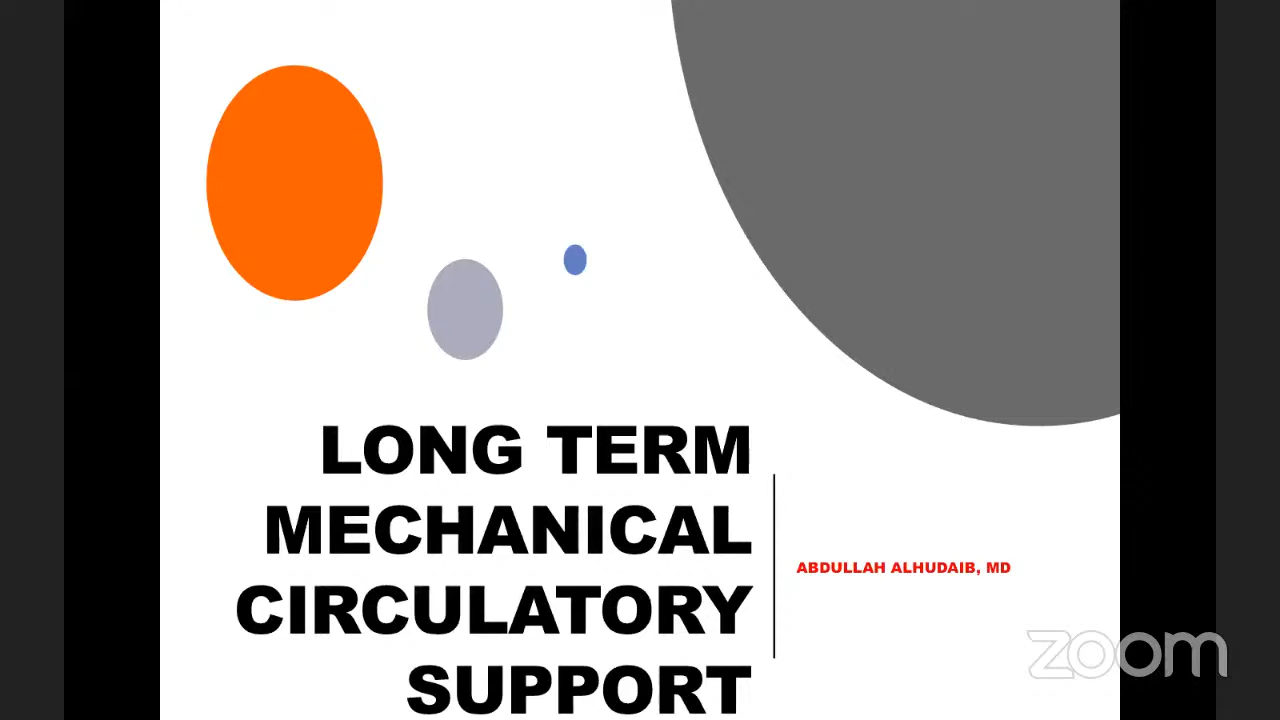 LONG TERM
MECHANICAL
CIRCULATORY
SUPPORT
ABDULLAH ALHUDAIB, MD
zoom